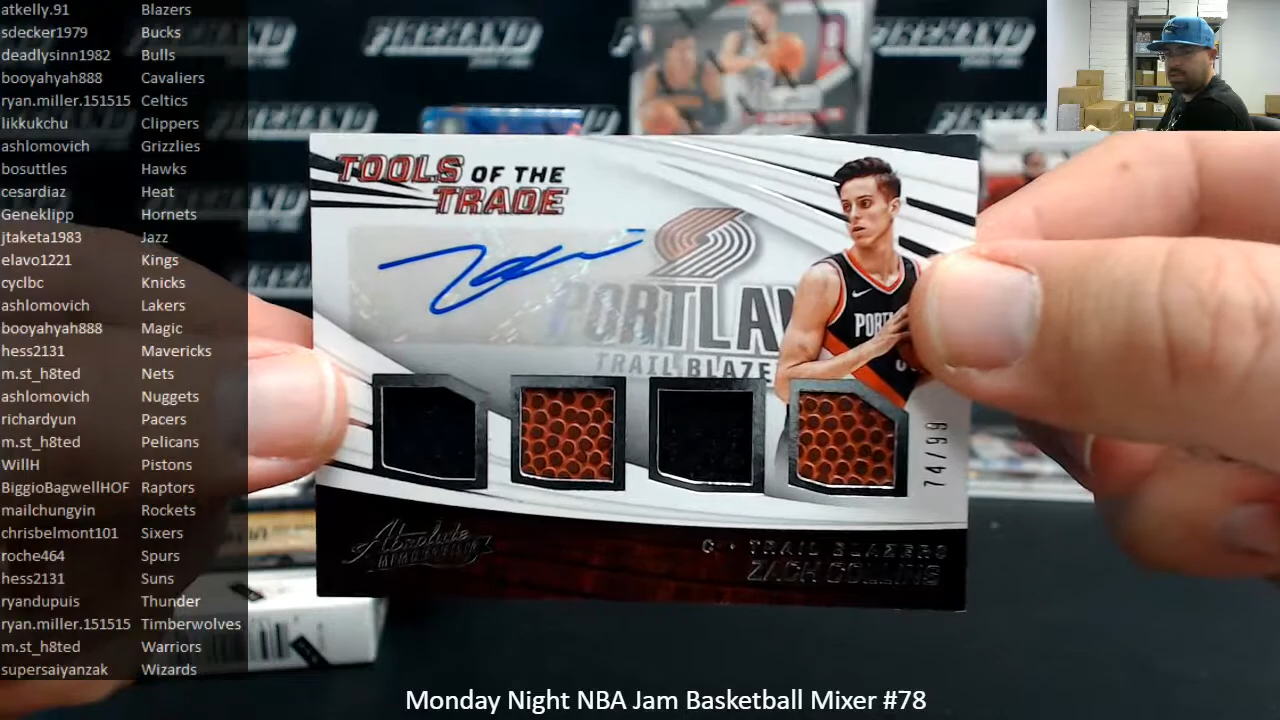 atkelly.91 Blazers
sdecker1979 Bucks
deadlysinn1982 Bulls
booyahyah888 Cavaliers
ryan.miller.151515 Celtics
likkukchu Clippers
ashlomovich Grizzlies
bosuttles Hawks
cesardiaz Heat
Geneklipp Hornets
jtaketa1983 Jazz
elavo1221 Kings
cyclbc Knicks
ashlomovich Lakers
booyahyah888 Magic
hess2131 Mavericks
m.st_h8ted Nets
ashlomovich Nuggets
richardyun Pacers
m.st_h8ted Pelicans
WillH Pistons
BiggioBagwellHOF Raptors
mailchungyin Rockets
chrisbelmont101 Sixers
roche464 Spurs
hess2131 Suns
ryandupuis Thunder
ryan.miller.151515 Timberwolves
m.st_h8ted Warriors
supersaiyanzak Wizards
FIREHAND
TOOLS OF THE
TRADE
PORTLAN
TRAIL BLAZE
PORTL
74/99
Absolute
MEMORABILIA
TRAIL BLAZERS
ZACH COLLINS
Monday Night NBA Jam Basketball Mixer #78